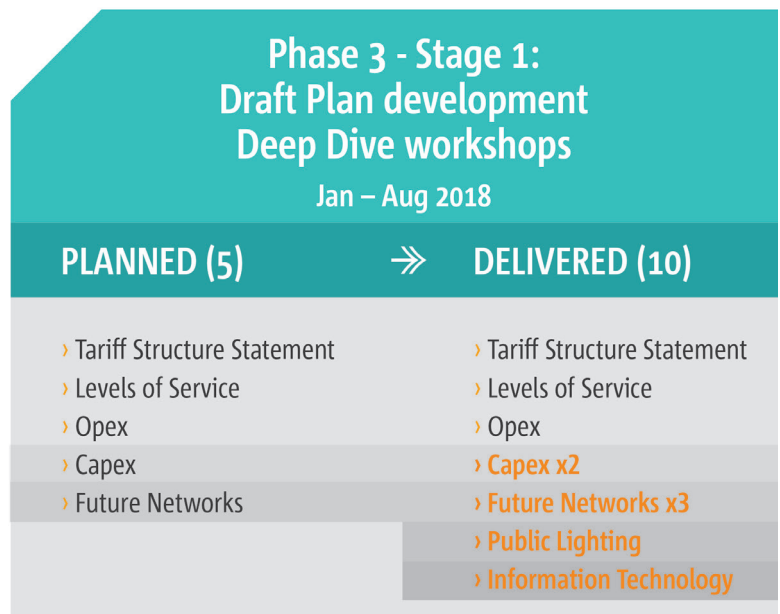 Phase 3 - Stage 1:
Draft Plan development
Deep Dive workshops
Jan – Aug 2018
PLANNED (5)
DELIVERED (10)
› Tariff Structure Statement
› Levels of Service
› Opex
› Capex
› Future Networks
› Tariff Structure Statement
› Levels of Service
› Opex
› Capex x2
› Future Networks x3
› Public Lighting
› Information Technology